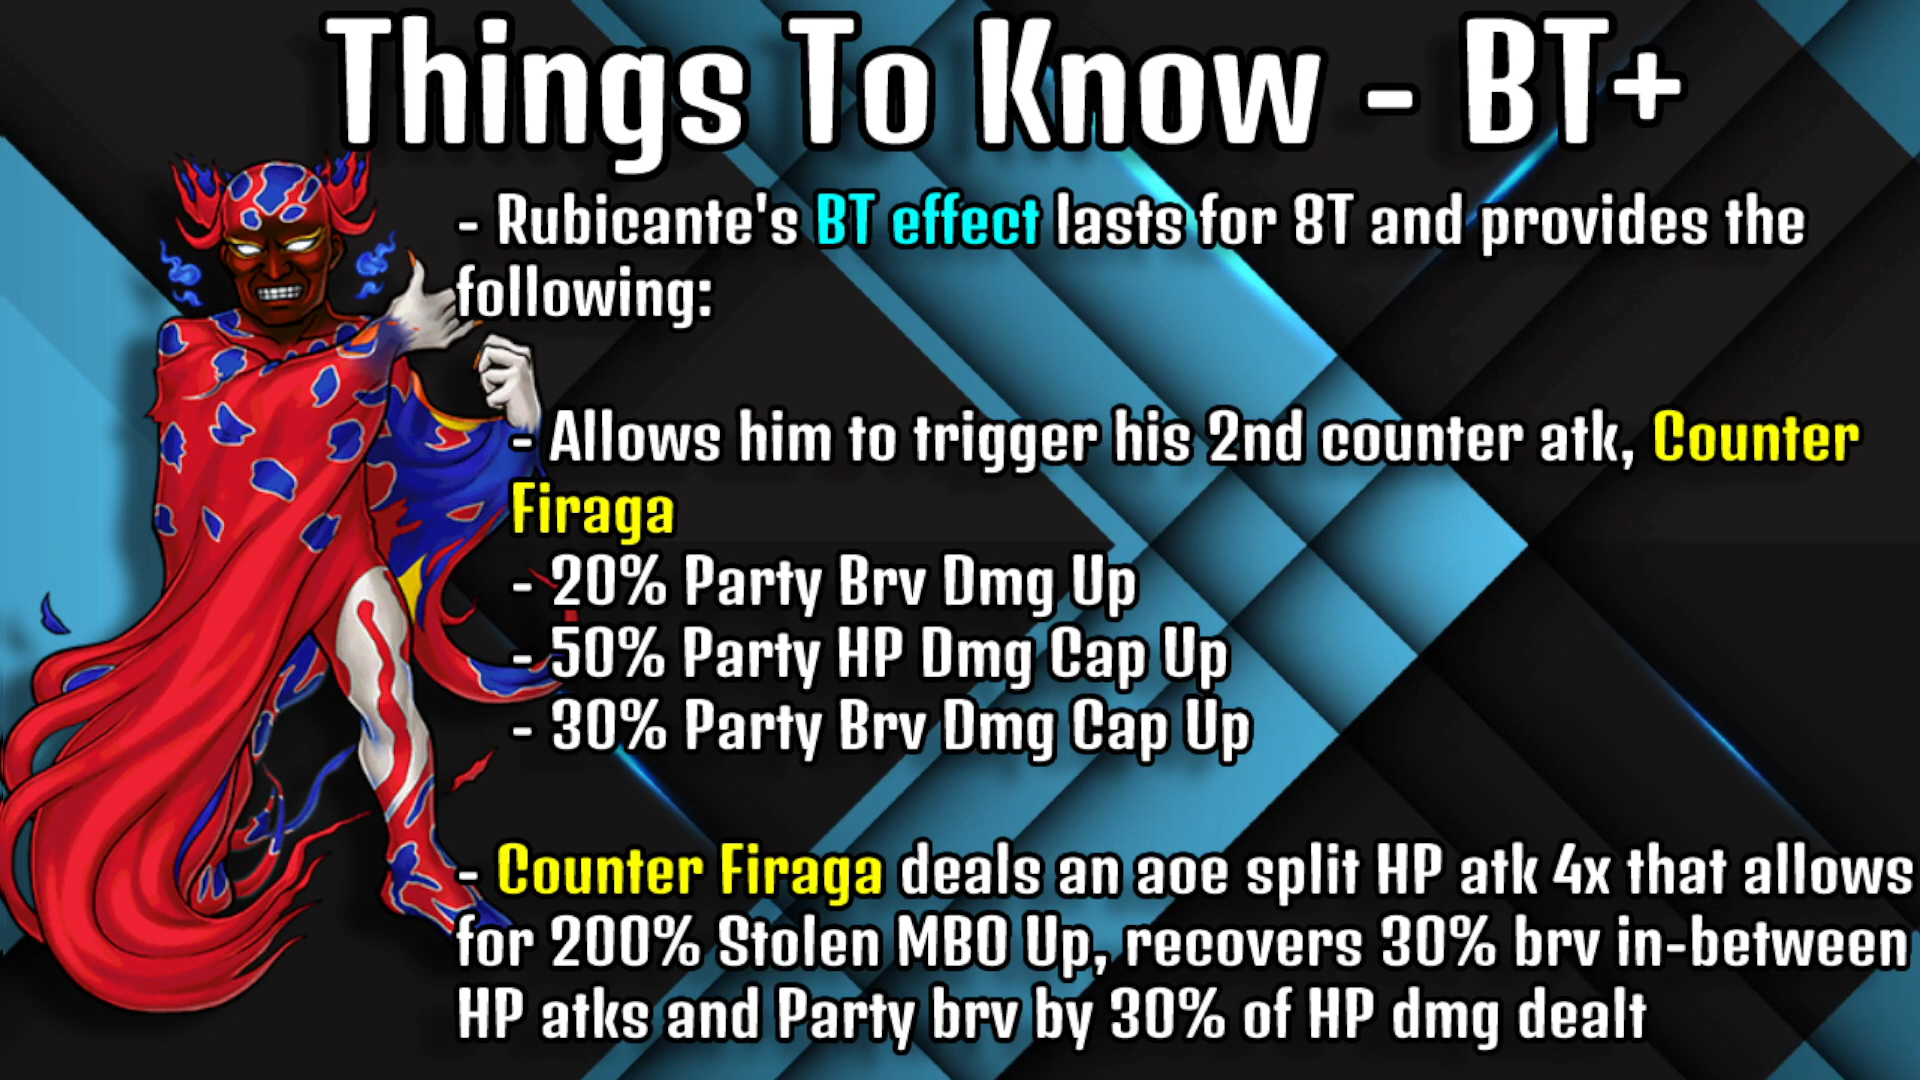 Things To Know - BT+
- Rubicante's BT effect lasts for 8T and provides the
following:
- Allows him to trigger his 2nd counter atk, Counter
Firaga
- 20% Party Brv Dmg Up
- 50% Party HP Dmg Cap Up
- 30% Party Brv Dmg Cap Up
- Counter Firaga deals an aoe split HP atk 4x that allows
for 200% Stolen MBO Up, recovers 30% brv in-between
HP atks and Party brv by 30% of HP dmg dealt